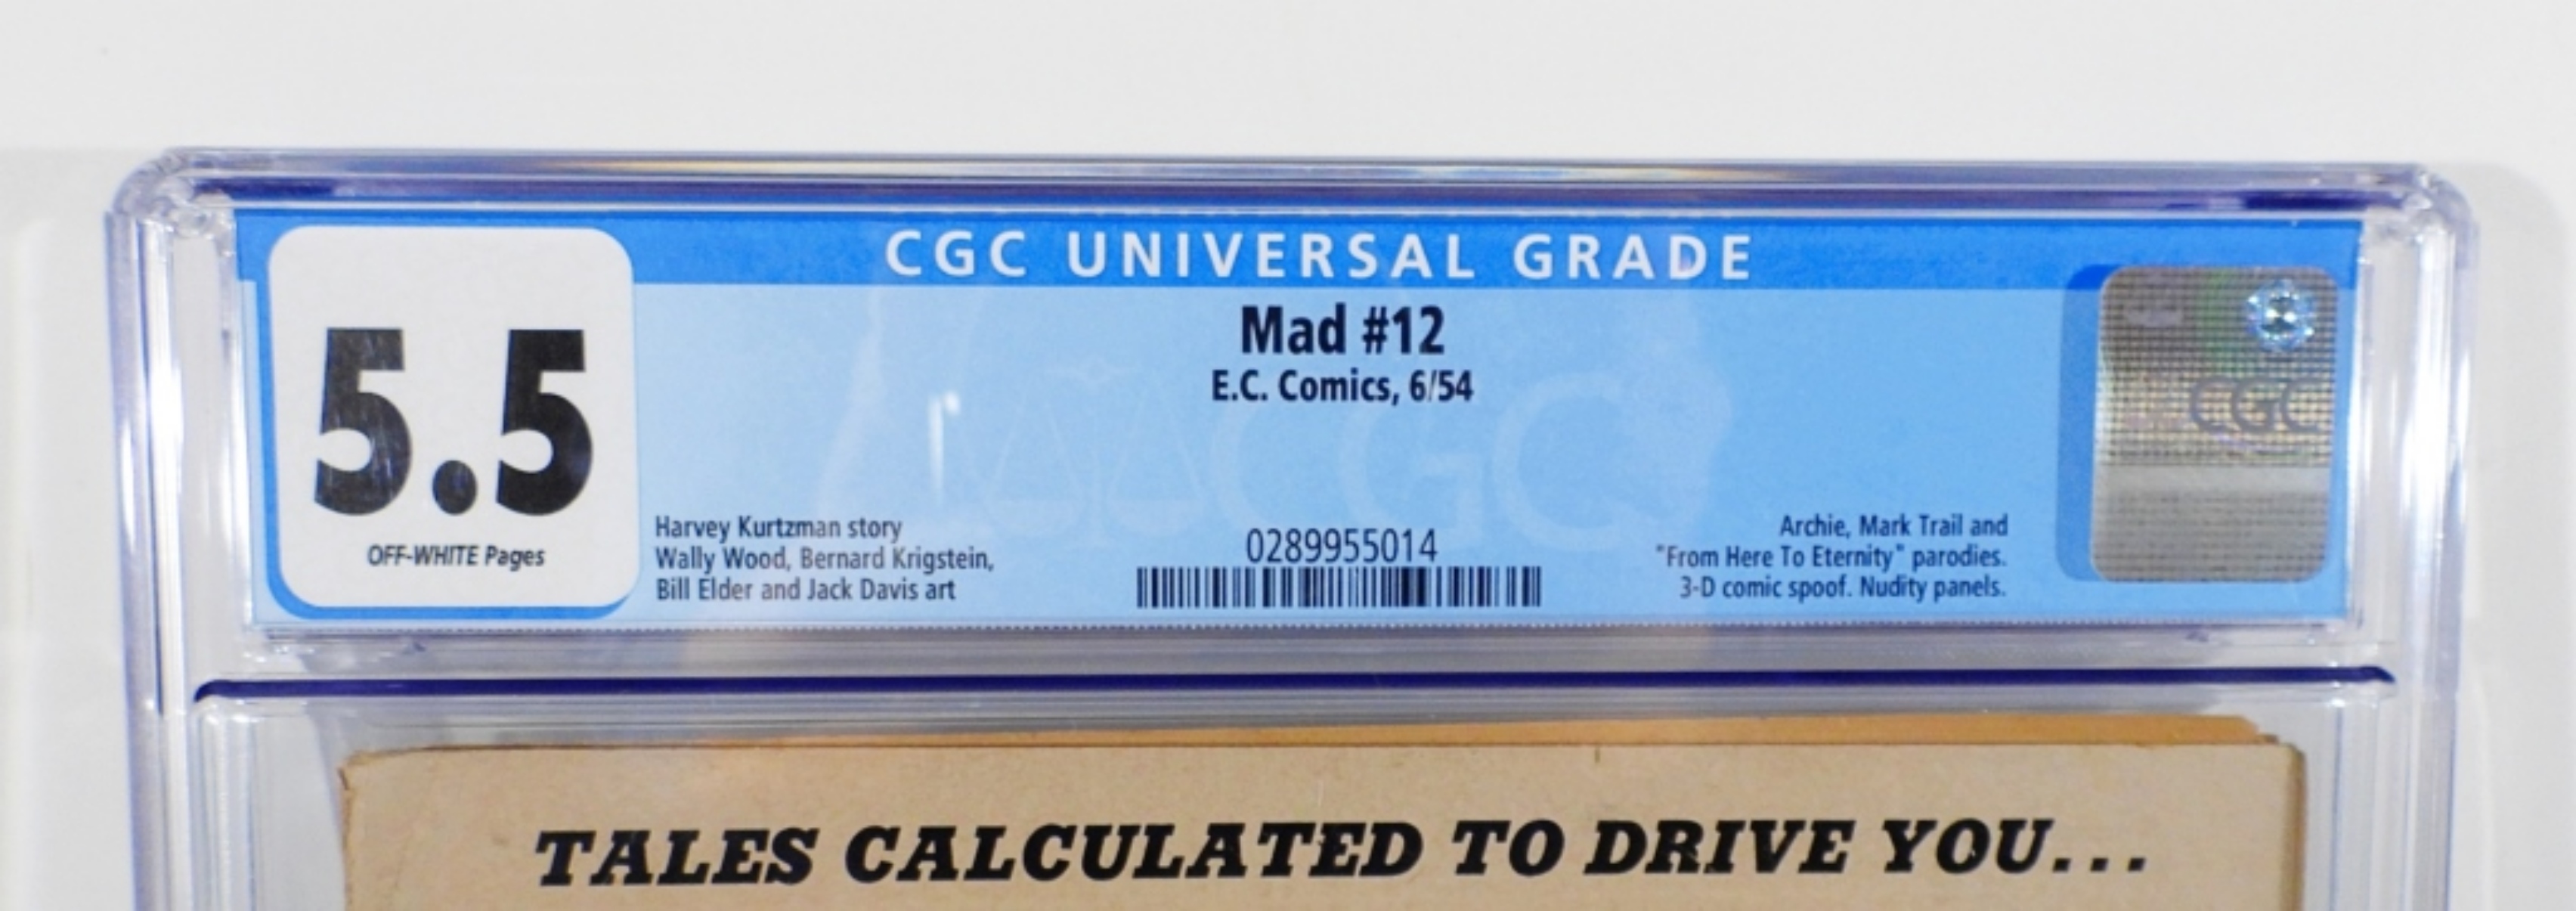 CGC UNIVERSAL GRADE
5.5
OFF-WHITE Pages
Mad #12
E.C. Comics, 6/54
Harvey Kurtzman story
Wally Wood, Bernard Krigstein,
Bill Elder and Jack Davis art
0289955014
Archie, Mark Trail and
"From Here To Eternity" parodies.
3-D comic spoof. Nudity panels.
CGC
CGC
TALES CALCULATED TO DRIVE YOU...